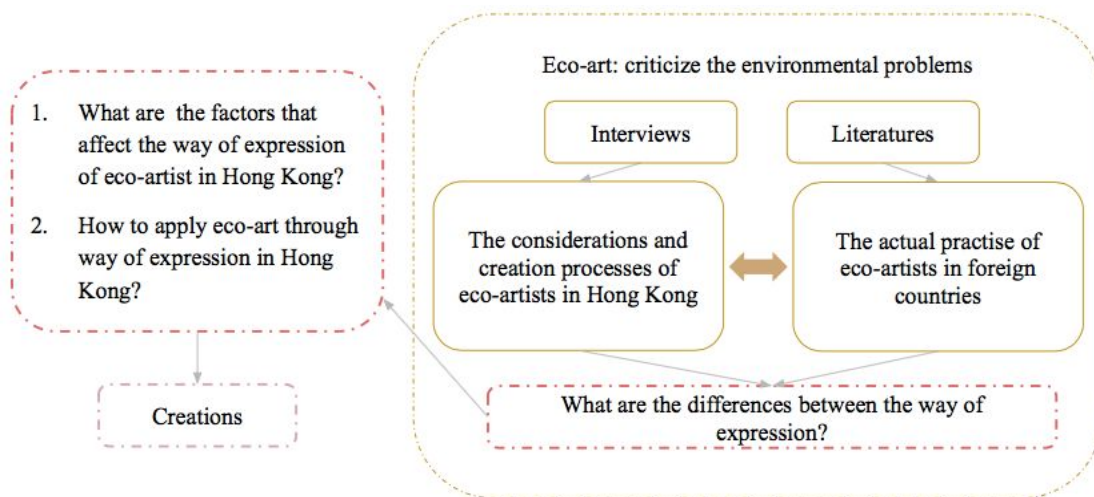 Eco-art: criticize the environmental problems
Interviews
Literatures
The considerations and
creation processes of
eco-artists in Hong Kong
The actual practise of
eco-artists in foreign
countries
What are the differences between the way of
expression?
1. What are the factors that
affect the way of expression
of eco-artist in Hong Kong?
2. How to apply eco-art through
way of expression in Hong
Kong?
Creations